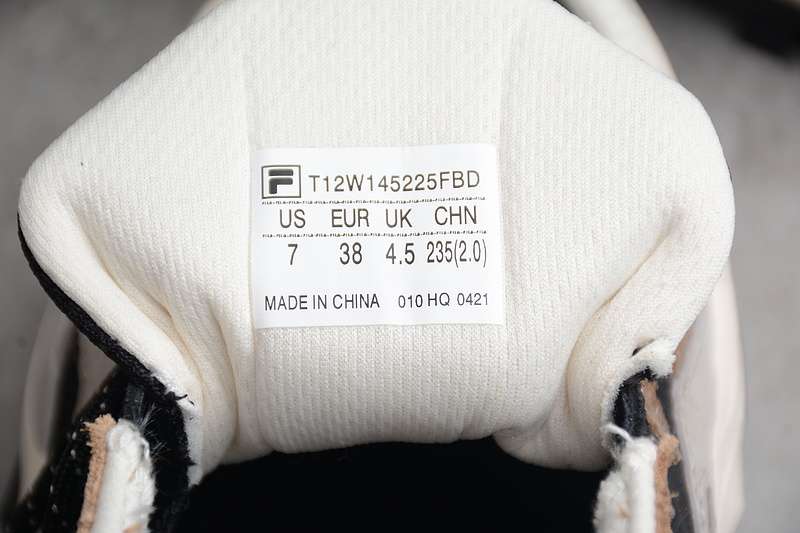 T12W145225FBD
US EUR UK CHN
7 38 4.5 235(2.0)
MADE IN CHINA 010 HQ 0421